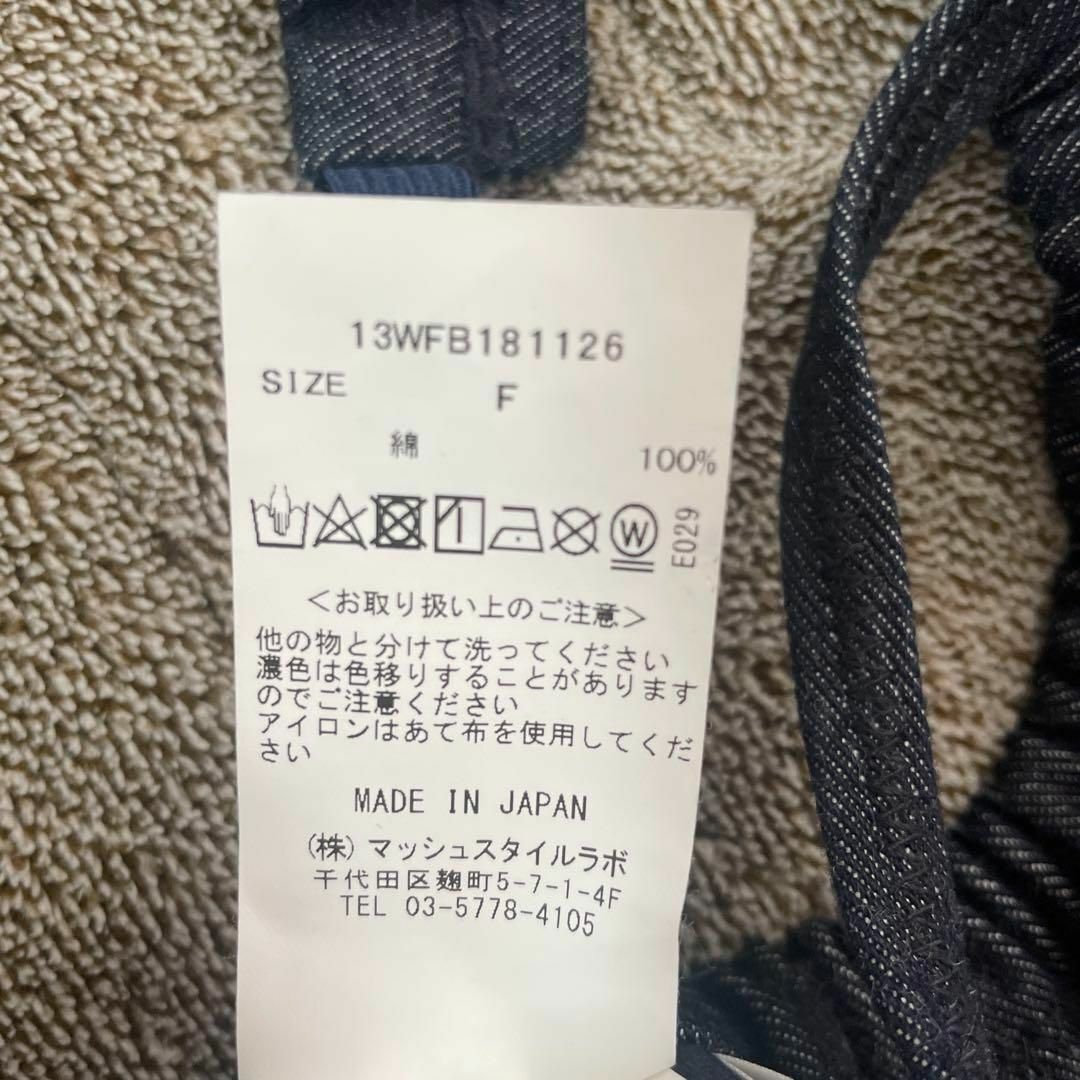 13WFB181126
SIZE F
綿 100%
W E029
<お取り扱い上のご注意>
他の物と分けて洗ってください
濃色は色移りすることがあります
のでご注意ください
アイロンはあて布を使用してくだ
さい
MADE IN JAPAN
(株)マッシュスタイルラボ
千代田区麹町5-7-1-4F
TEL 03-5778-4105